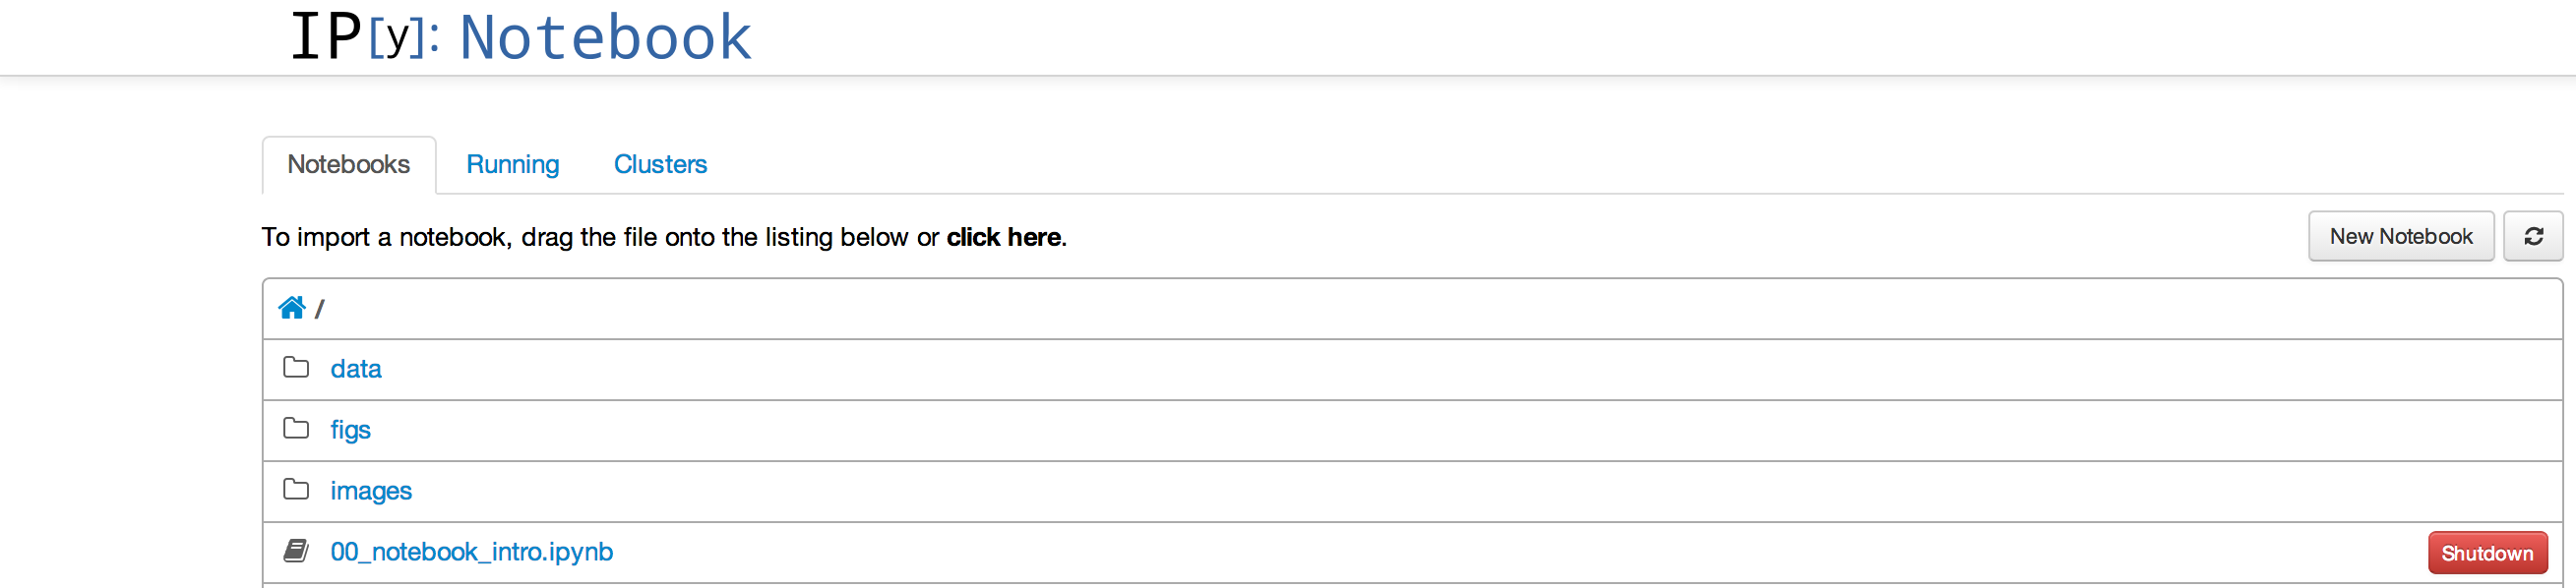 IP[y]: Notebook
Notebooks Running Clusters
To import a notebook, drag the file onto the listing below or click here. New Notebook
/
data
figs
images
00_notebook_intro.ipynb Shutdown